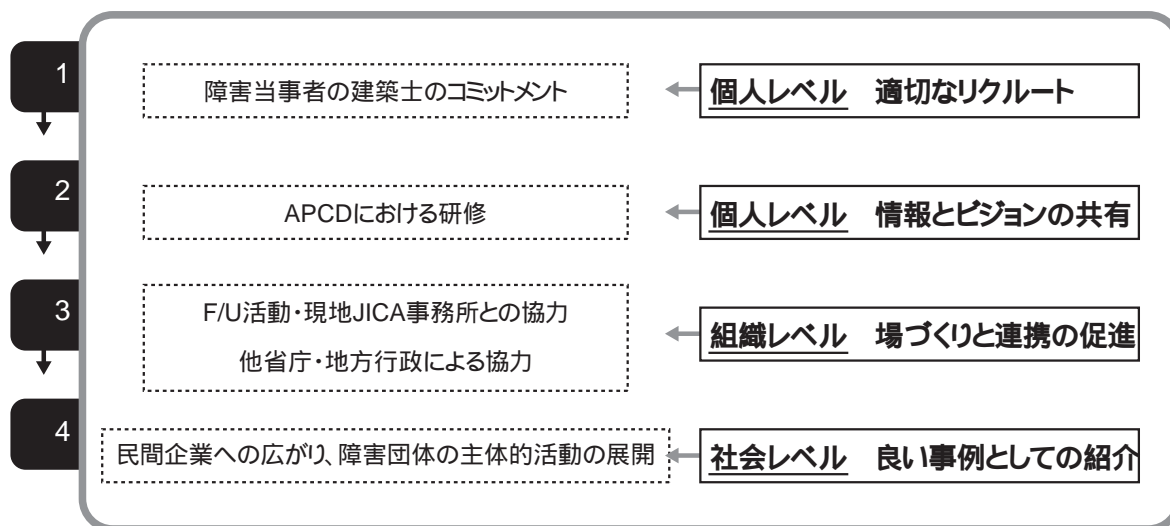 1
障害当事者の建築士のコミットメント
個人レベル 適切なリクルート
2
APCDにおける研修
個人レベル 情報とビジョンの共有
3
F/U活動・現地JICA事務所との協力
他省庁・地方行政による協力
組織レベル 場づくりと連携の促進
4
民間企業への広がり、障害団体の主体的活動の展開
社会レベル 良い事例としての紹介